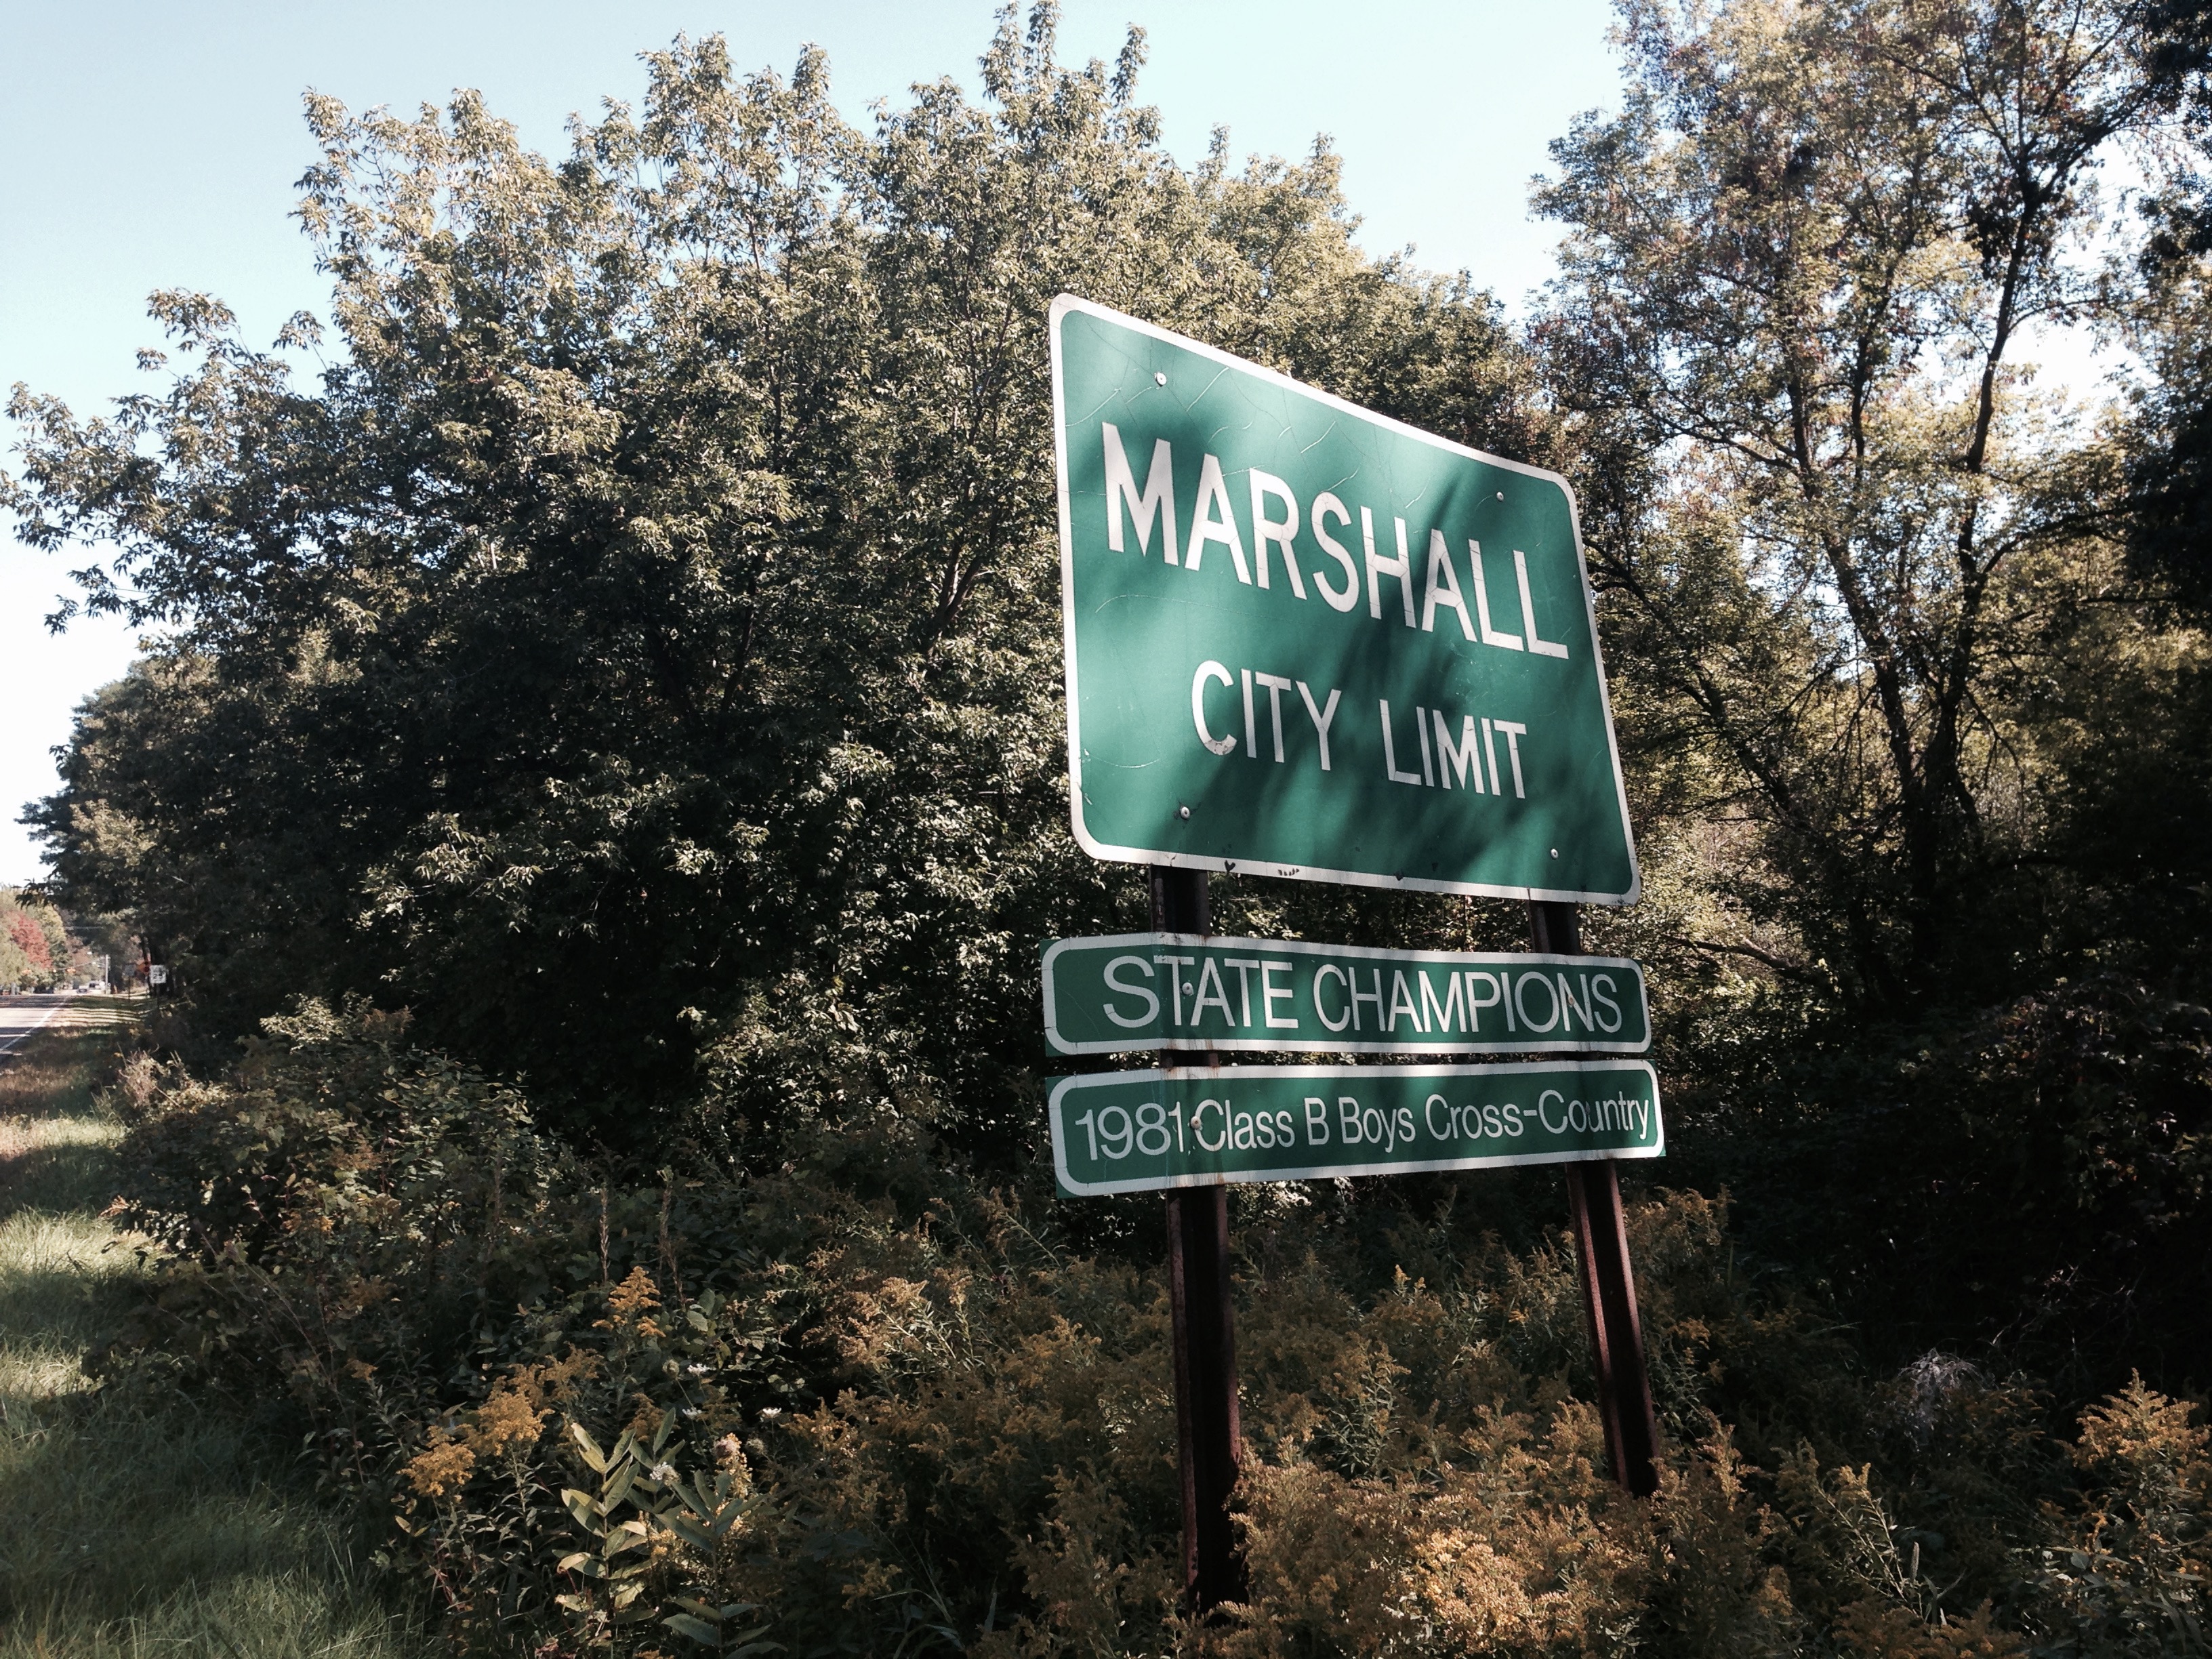 MARSHALL
CITY LIMIT
STATE CHAMPIONS
1981 Class B Boys Cross-Country